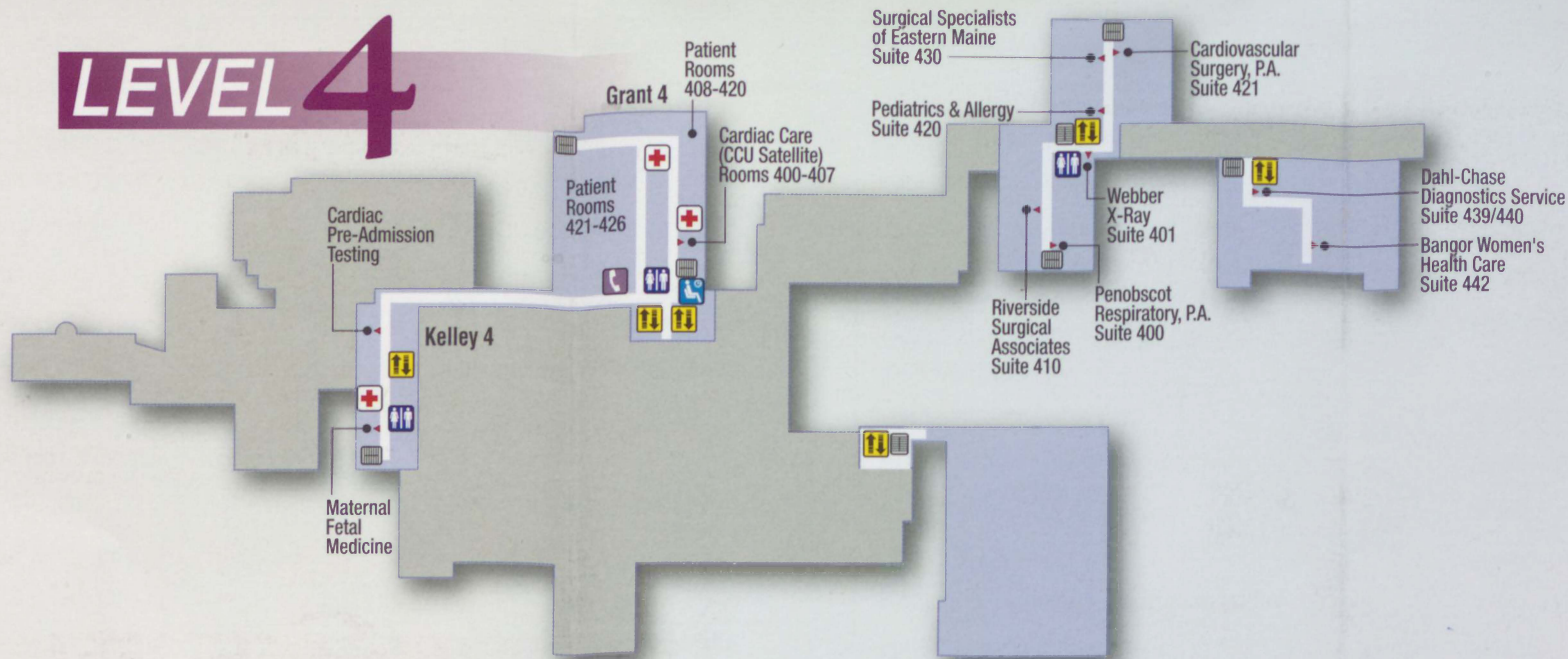 LEVEL 4
Grant 4
Patient
Rooms
408-420
Cardiac Care
(CCU Satellite)
Rooms 400-407
Patient
Rooms
421-426
Cardiac
Pre-Admission
Testing
Kelley 4
Maternal
Fetal
Medicine
Surgical Specialists
of Eastern Maine
Suite 430
Cardiovascular
Surgery, P.A.
Suite 421
Pediatrics & Allergy
Suite 420
Webber
X-Ray
Suite 401
Riverside
Surgical
Associates
Suite 410
Penobscot
Respiratory, P.A.
Suite 400
Dahl-Chase
Diagnostics Service
Suite 439/440
Bangor Women's
Health Care
Suite 442